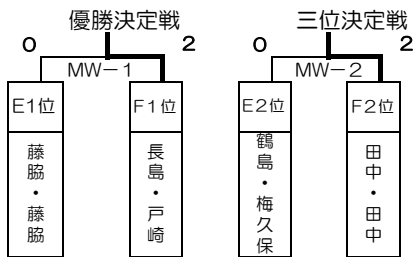 優勝決定戦 三位決定戦
0 2 0 2
MW－1 MW－2
E1位 F1位 E2位 F2位
藤脇・藤脇
長島・戸崎
鶴島・梅久保
田中・田中